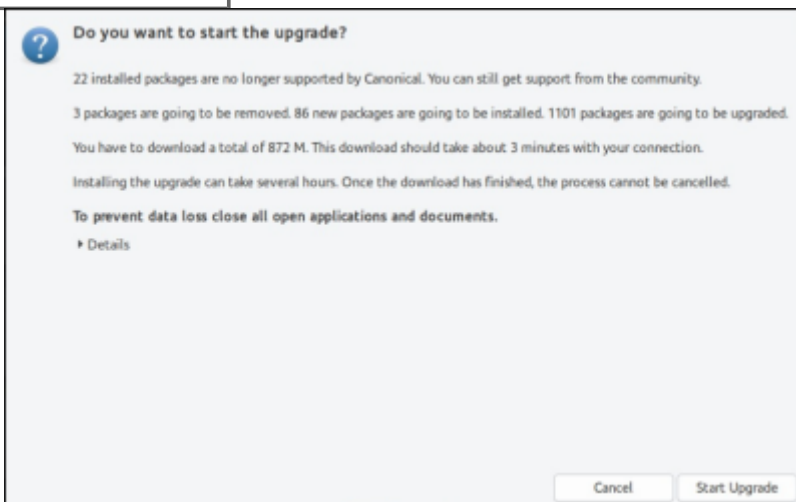 Do you want to start the upgrade?
22 installed packages are no longer supported by Canonical. You can still get support from the community.
3 packages are going to be removed. 86 new packages are going to be installed. 1101 packages are going to be upgraded.
You have to download a total of 872 M. This download should take about 3 minutes with your connection.
Installing the upgrade can take several hours. Once the download has finished, the process cannot be cancelled.
To prevent data loss close all open applications and documents.
Details
Cancel
Start Upgrade